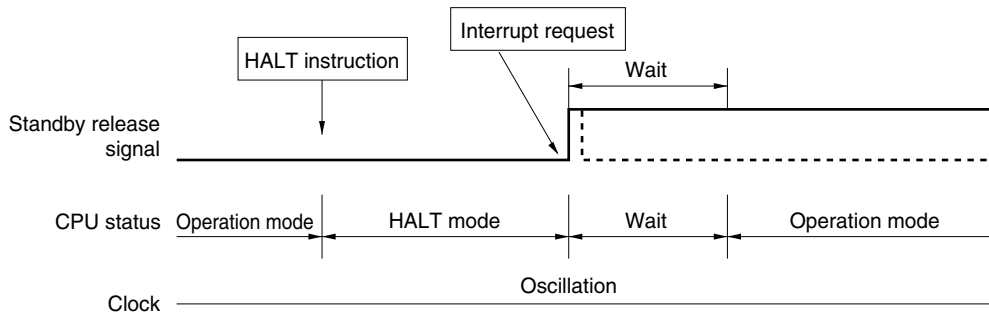 Interrupt request
HALT instruction
Wait
Standby release
signal
CPU status
Operation mode
HALT mode
Wait
Operation mode
Oscillation
Clock